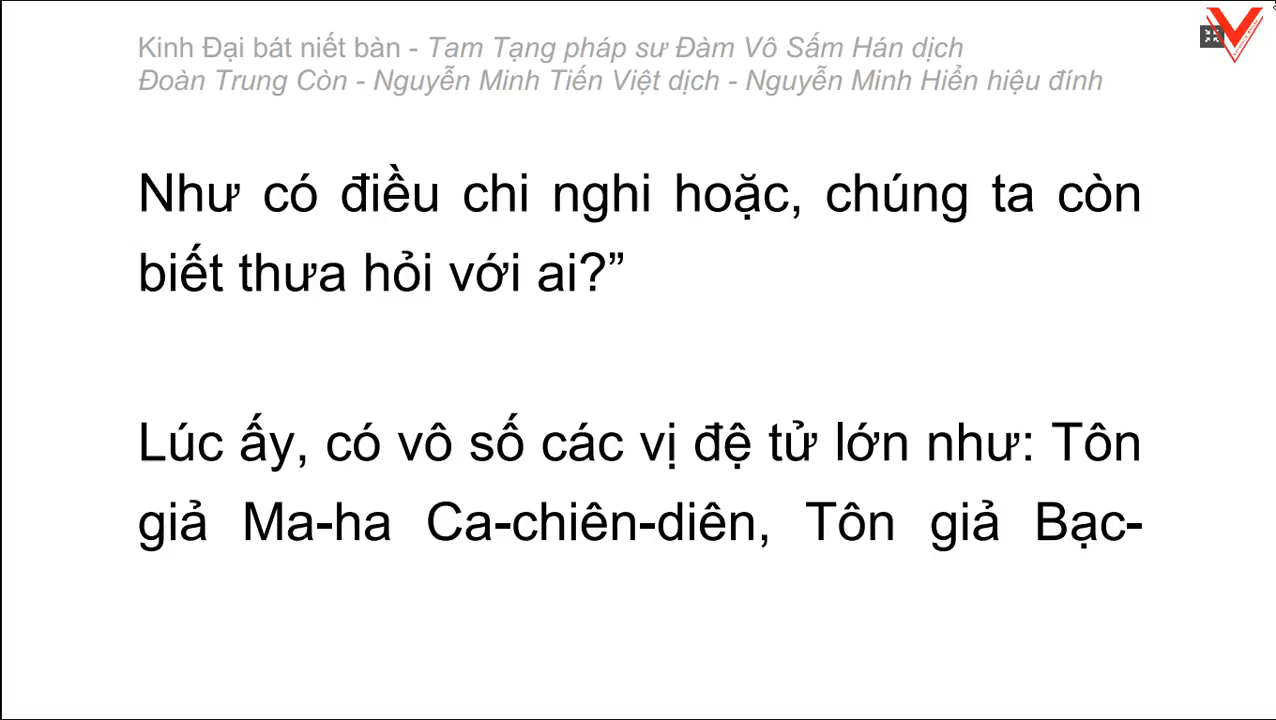 Kinh Đại bát niết bàn - Tam Tạng pháp sư Đàm Vô Sấm Hán dịch
Đoàn Trung Còn - Nguyễn Minh Tiến Việt dịch - Nguyễn Minh Hiển hiệu đính
Như có điều chi nghi hoặc, chúng ta còn
biết thưa hỏi với ai?”
Lúc ấy, có vô số các vị đệ tử lớn như: Tôn
giả Ma-ha Ca-chiên-diên, Tôn giả Bạc-